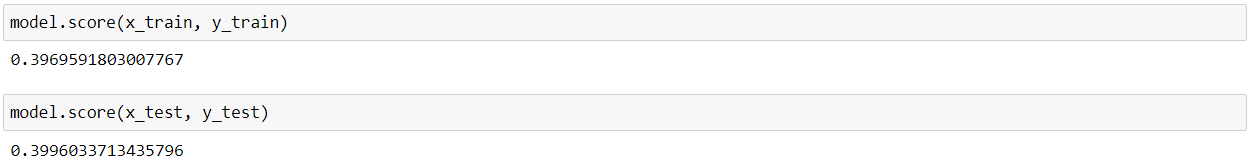 model.score(x_train, y_train)
0.3969591803007767
model.score(x_test, y_test)
0.3996033713435796